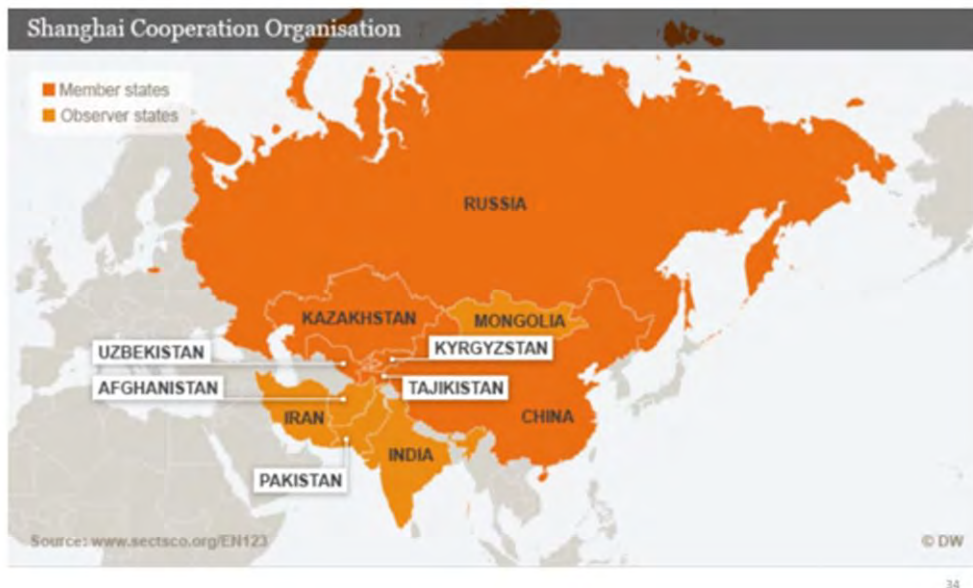 Shanghai Cooperation Organisation
Member states
Observer states
RUSSIA
KAZAKHSTAN
MONGOLIA
UZBEKISTAN
KYRGYZSTAN
AFGHANISTAN
TAJIKISTAN
IRAN
CHINA
INDIA
PAKISTAN
Source: www.sectsco.org/EN123
© DW
34